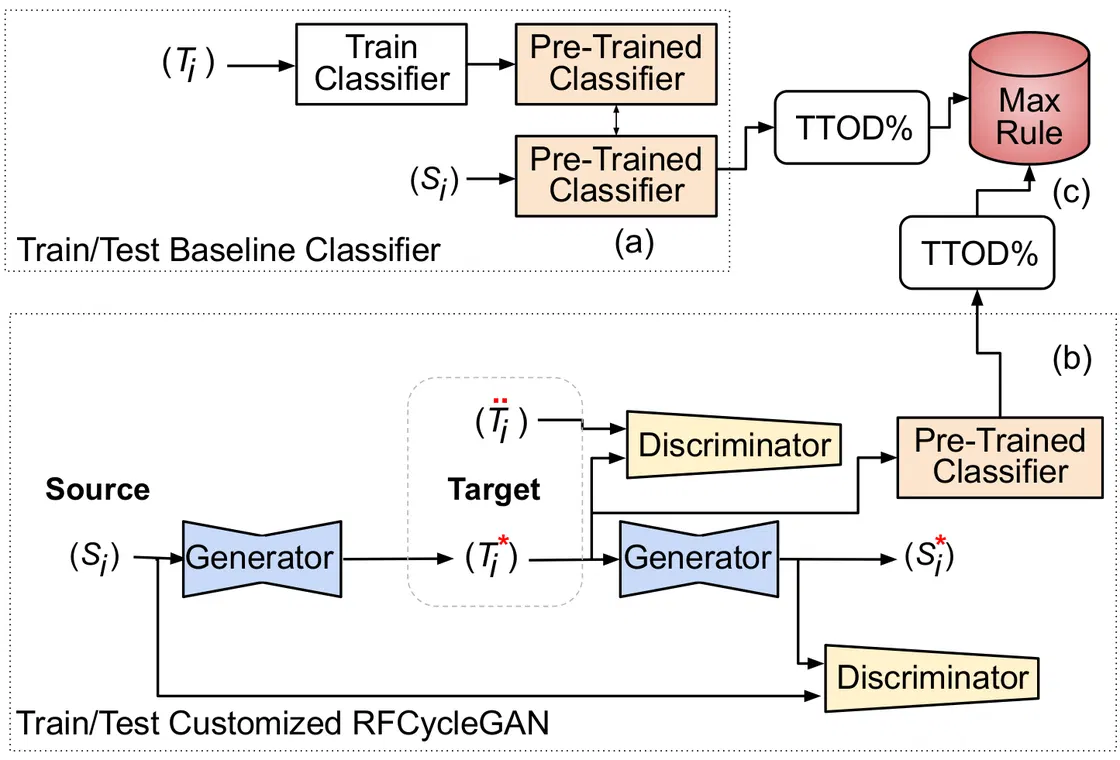 (Ti)
Train
Classifier
Pre-Trained
Classifier
(Si)
Pre-Trained
Classifier
TTOD%
Max
Rule
(c)
(a)
Train/Test Baseline Classifier
TTOD%
(b)
(T̈i)
Discriminator
Pre-Trained
Classifier
Source
Target
(Si)
Generator
(Ti*)
Generator
(Si*)
Discriminator
Train/Test Customized RFCycleGAN